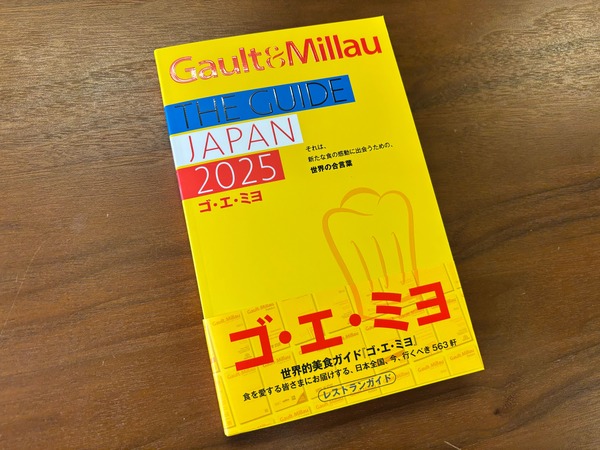 Gault&Millau
THE GUIDE
JAPAN
2025
ゴ・エ・ミヨ
それは、
新たな食の感動に出会うための、
世界の合言葉
ゴ・エ・ミヨ
世界的美食ガイド『ゴ・エ・ミヨ』
食を愛する皆さまにお届けする、日本全国、今、行くべき563軒
レストランガイド